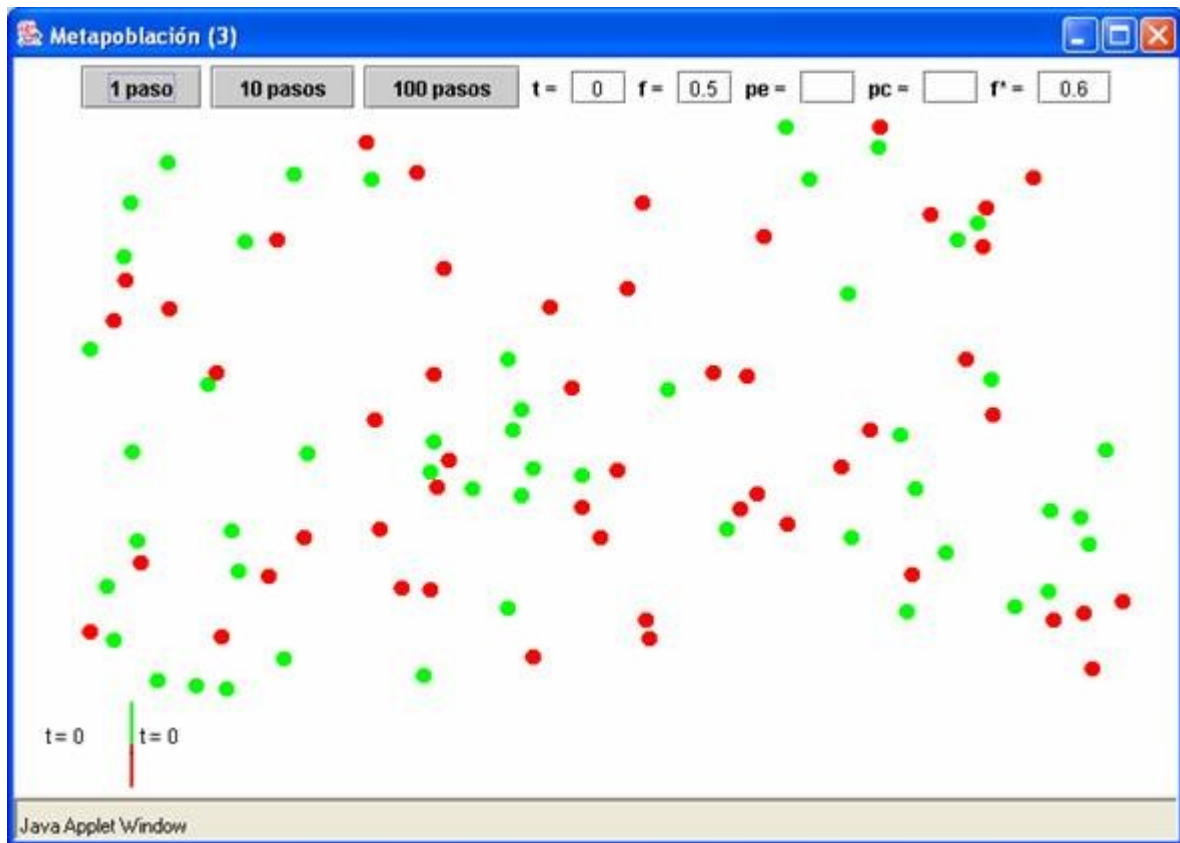 Metapoblación (3)
1 paso 10 pasos 100 pasos t = 0 f = 0.5 pe = pc = f* = 0.6
t = 0 t = 0
Java Applet Window